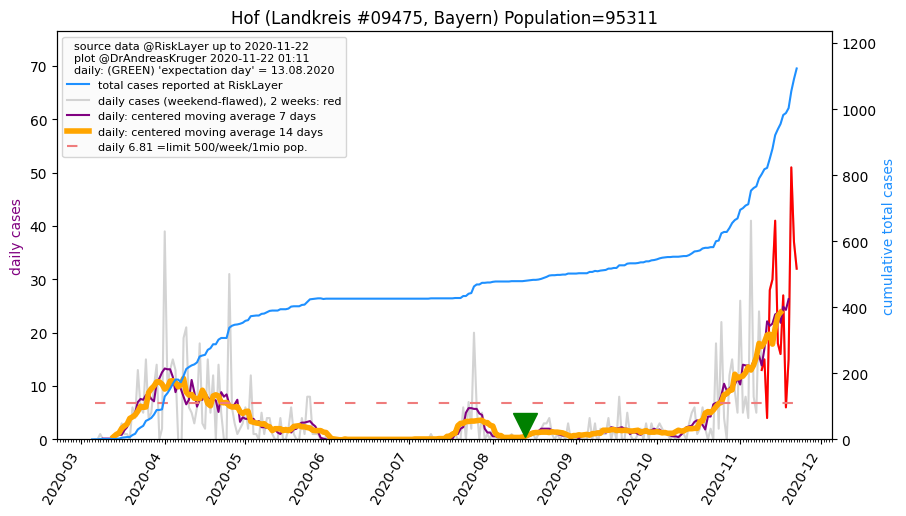 Hof (Landkreis #09475, Bayern) Population=95311
source data @RiskLayer up to 2020-11-22
plot @DrAndreasKruger 2020-11-22 01:11
daily: (GREEN) 'expectation day' = 13.08.2020
total cases reported at RiskLayer
daily cases (weekend-flawed), 2 weeks: red
daily: centered moving average 7 days
daily: centered moving average 14 days
daily 6.81 =limit 500/week/1mio pop.
daily cases
70
60
50
40
30
20
10
0
1200
1000
800
600
400
200
0
cumulative total cases
2020-03
2020-04
2020-05
2020-06
2020-07
2020-08
2020-09
2020-10
2020-11
2020-12